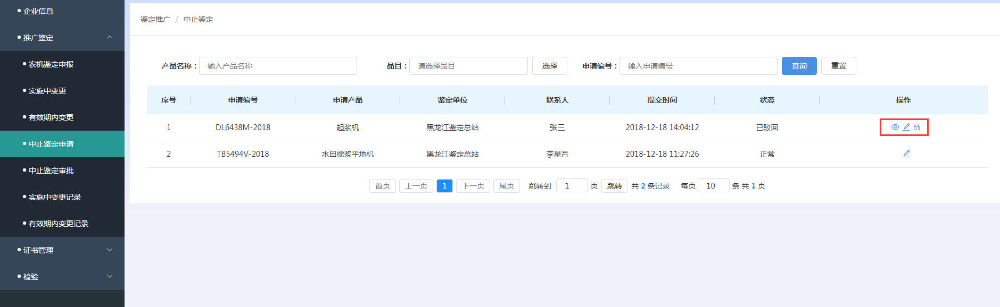 企业信息
推广鉴定
农机鉴定申报
实施中变更
有效期内变更
中止鉴定申请
中止鉴定审批
实施中变更记录
有效期内变更记录
证书管理
检验
鉴定推广 / 中止鉴定
产品名称： 输入产品名称 品目： 请选择品目 选择 申请编号： 输入申请编号 查询 重置
序号 申请编号 申请产品 鉴定单位 联系人 提交时间 状态 操作
1 DL6438M-2018 起浆机 黑龙江鉴定总站 张三 2018-12-18 14:04:12 已驳回
2 TB5494V-2018 水田搅浆平地机 黑龙江鉴定总站 李星月 2018-12-18 11:27:26 正常
首页 上一页 1 下一页 尾页 跳转到 1 页 跳转 共 2 条记录 每页 10 条 共 1 页